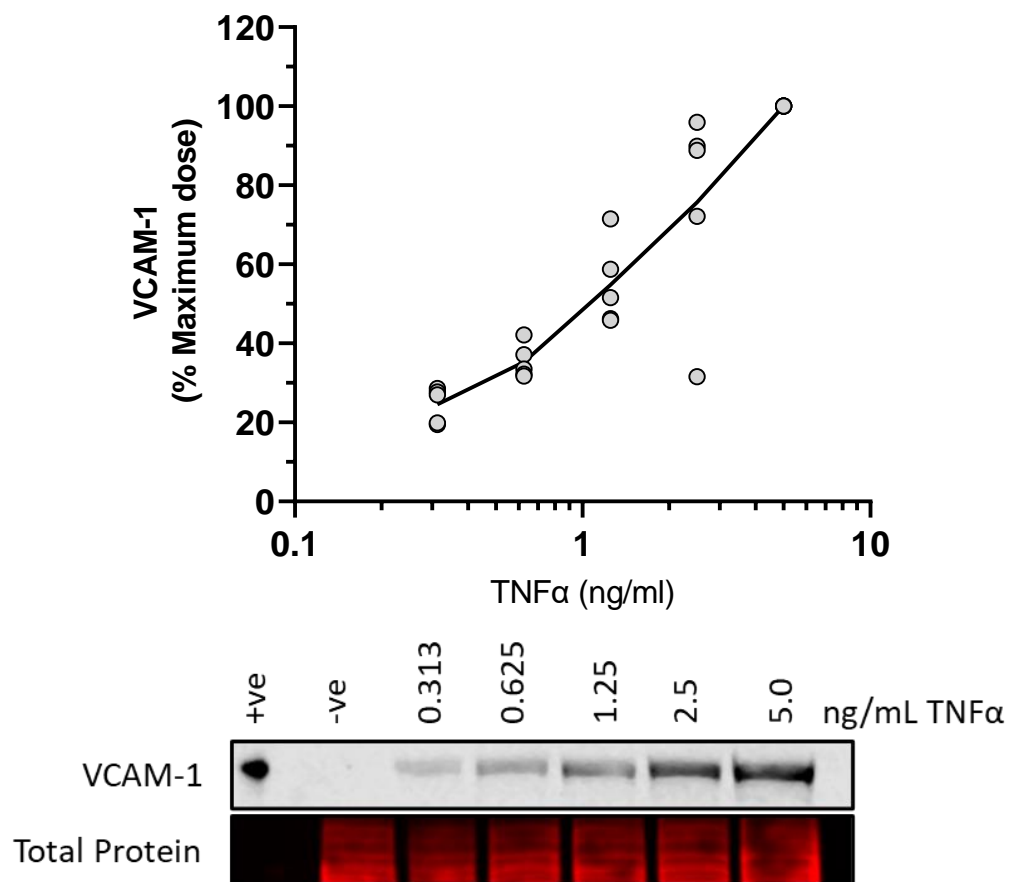 120
100
80
60
40
20
0
VCAM-1
(% Maximum dose)
0.1 1 10
TNFα (ng/ml)
+ve -ve 0.313 0.625 1.25 2.5 5.0 ng/mL TNFα
VCAM-1
Total Protein